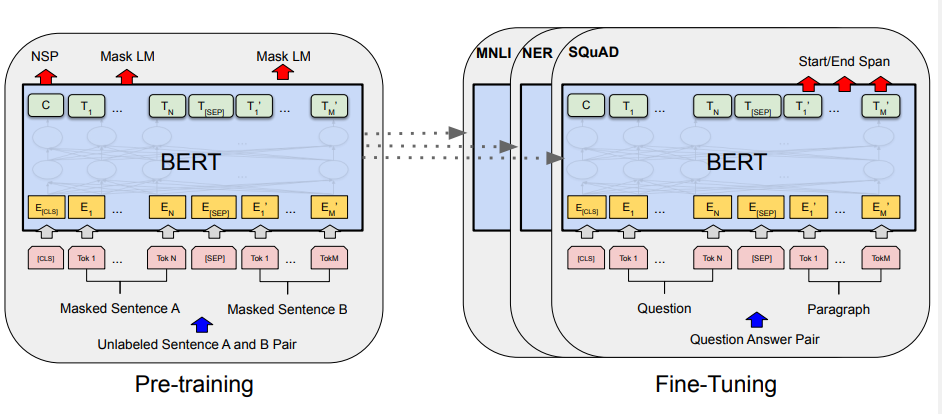 NSP Mask LM Mask LM
C T1 ... TN T[SEP] T1' ... TM'
...
BERT
E[CLS] E1 ... EN E[SEP] E1' ... EM'
[CLS] Tok 1 ... Tok N [SEP] Tok 1 ... TokM
Masked Sentence A Masked Sentence B
Unlabeled Sentence A and B Pair
Pre-training
MNLI NER SQuAD
Start/End Span
C T1 ... TN T[SEP] T1' ... TM'
...
BERT
E[CLS] E1 ... EN E[SEP] E1' ... EM'
[CLS] Tok 1 ... Tok N [SEP] Tok 1 ... TokM
Question Paragraph
Question Answer Pair
Fine-Tuning